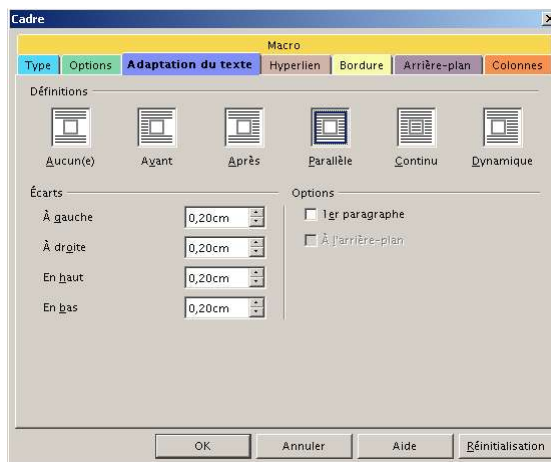 Cadre
Macro
Type Options Adaptation du texte Hyperlien Bordure Arrière-plan Colonnes
Définitions
Aucun(e) Avant Après Parallèle Continu Dynamique
Écarts Options
À gauche 0,20cm 1er paragraphe
À droite 0,20cm À l'arrière-plan
En haut 0,20cm
En bas 0,20cm
OK Annuler Aide Réinitialisation